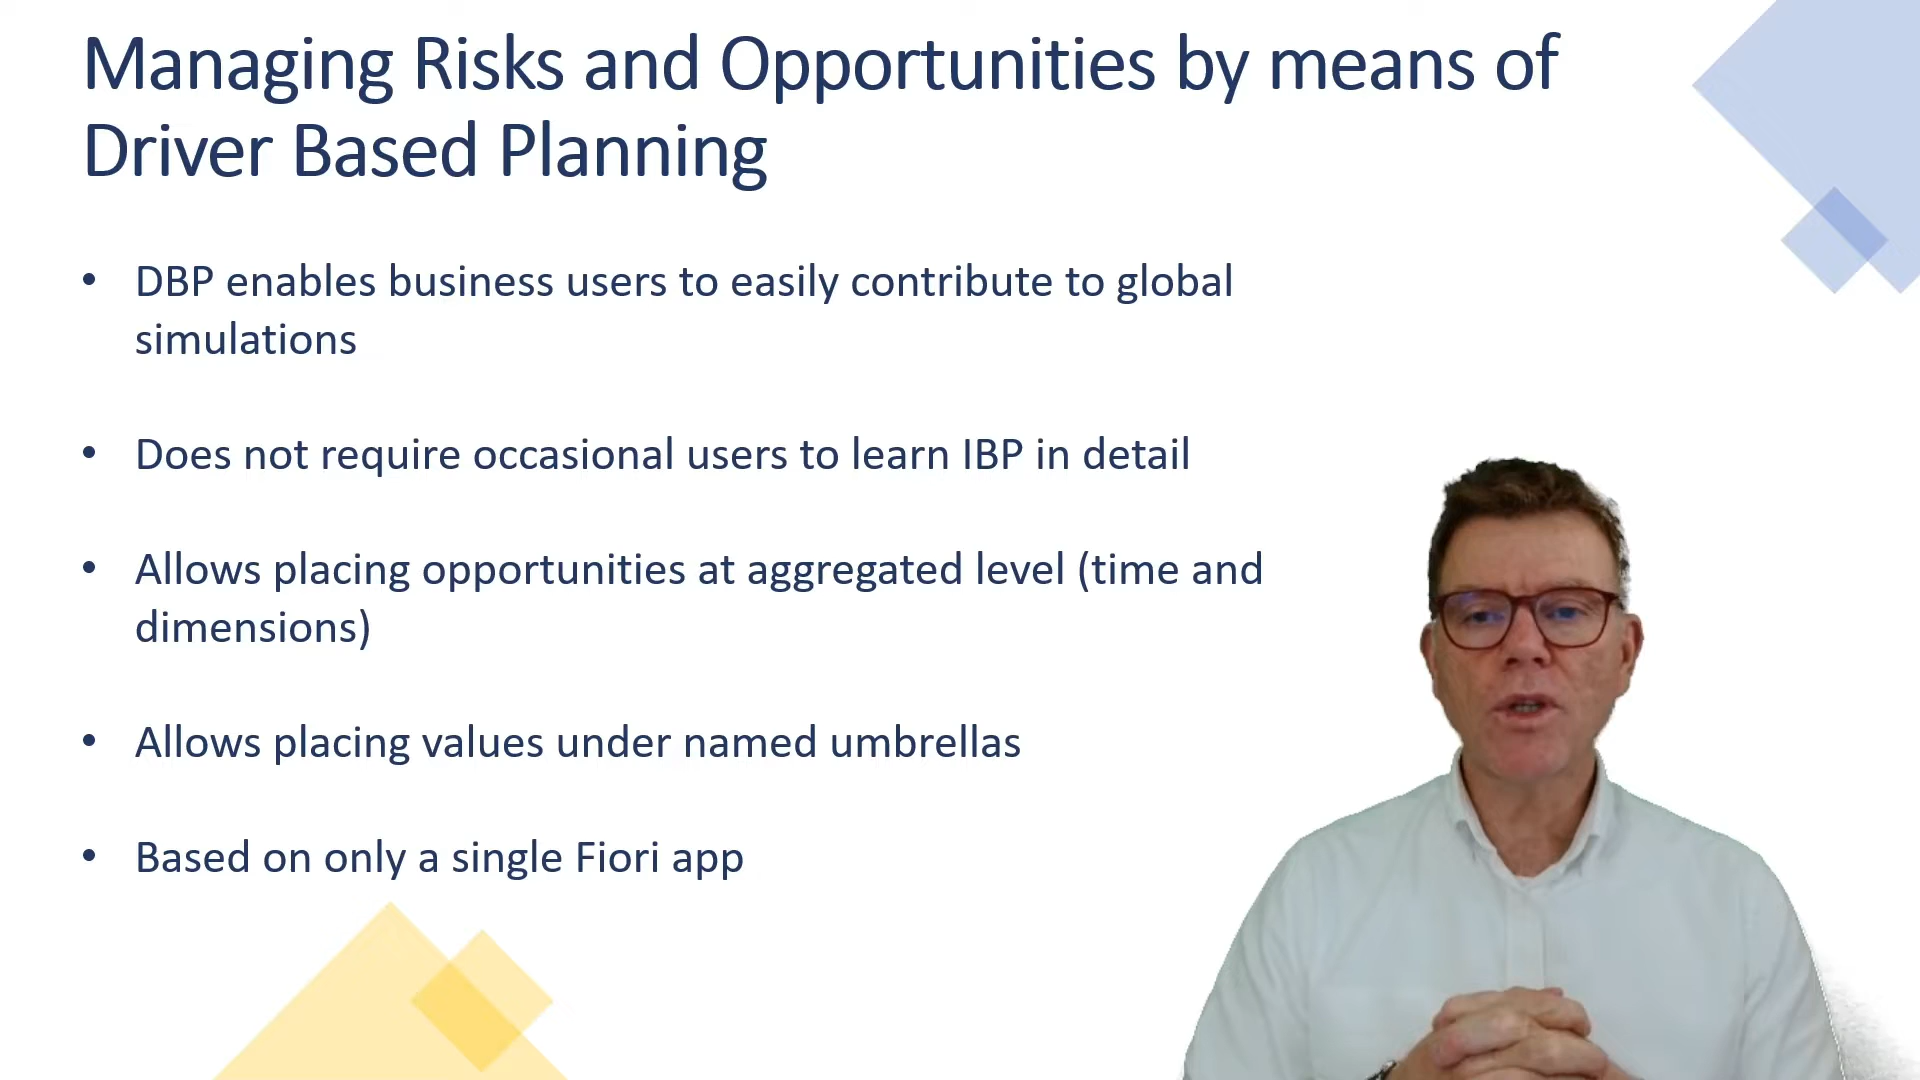 Managing Risks and Opportunities by means of
Driver Based Planning
• DBP enables business users to easily contribute to global
simulations
• Does not require occasional users to learn IBP in detail
• Allows placing opportunities at aggregated level (time and
dimensions)
• Allows placing values under named umbrellas
• Based on only a single Fiori app